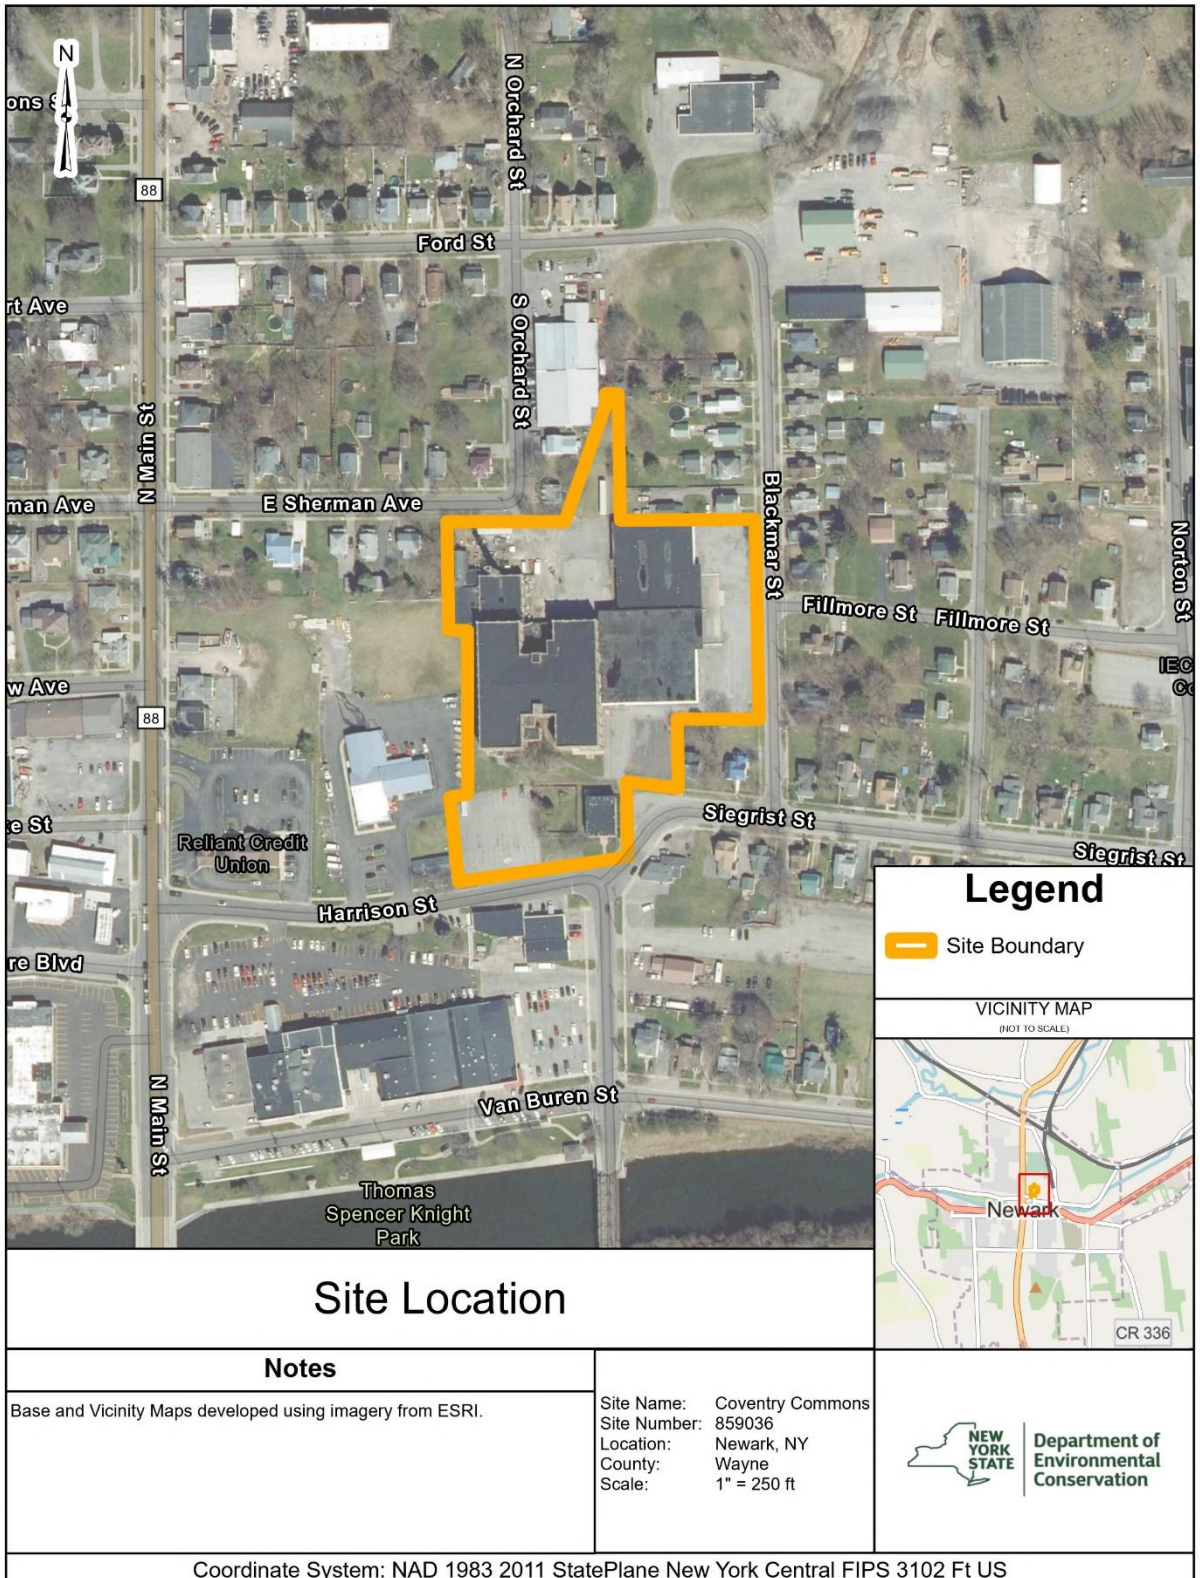 N
N Orchard St
ons S
88
Ford St
rt Ave
S Orchard St
N Main St
man Ave
E Sherman Ave
Blackmar St
Norton St
Fillmore St
Fillmore St
IEC
Co
w Ave
88
te St
Siegrist St
Reliant Credit
Union
Siegrist St
Harrison St
re Blvd
N Main St
Van Buren St
Thomas
Spencer Knight
Park
Legend
Site Boundary
VICINITY MAP
(NOT TO SCALE)
Newark
CR 336
Site Location
Notes
Base and Vicinity Maps developed using imagery from ESRI.
Site Name: Coventry Commons
Site Number: 859036
Location: Newark, NY
County: Wayne
Scale: 1" = 250 ft
NEW
YORK
STATE
Department of
Environmental
Conservation
Coordinate System: NAD 1983 2011 StatePlane New York Central FIPS 3102 Ft US